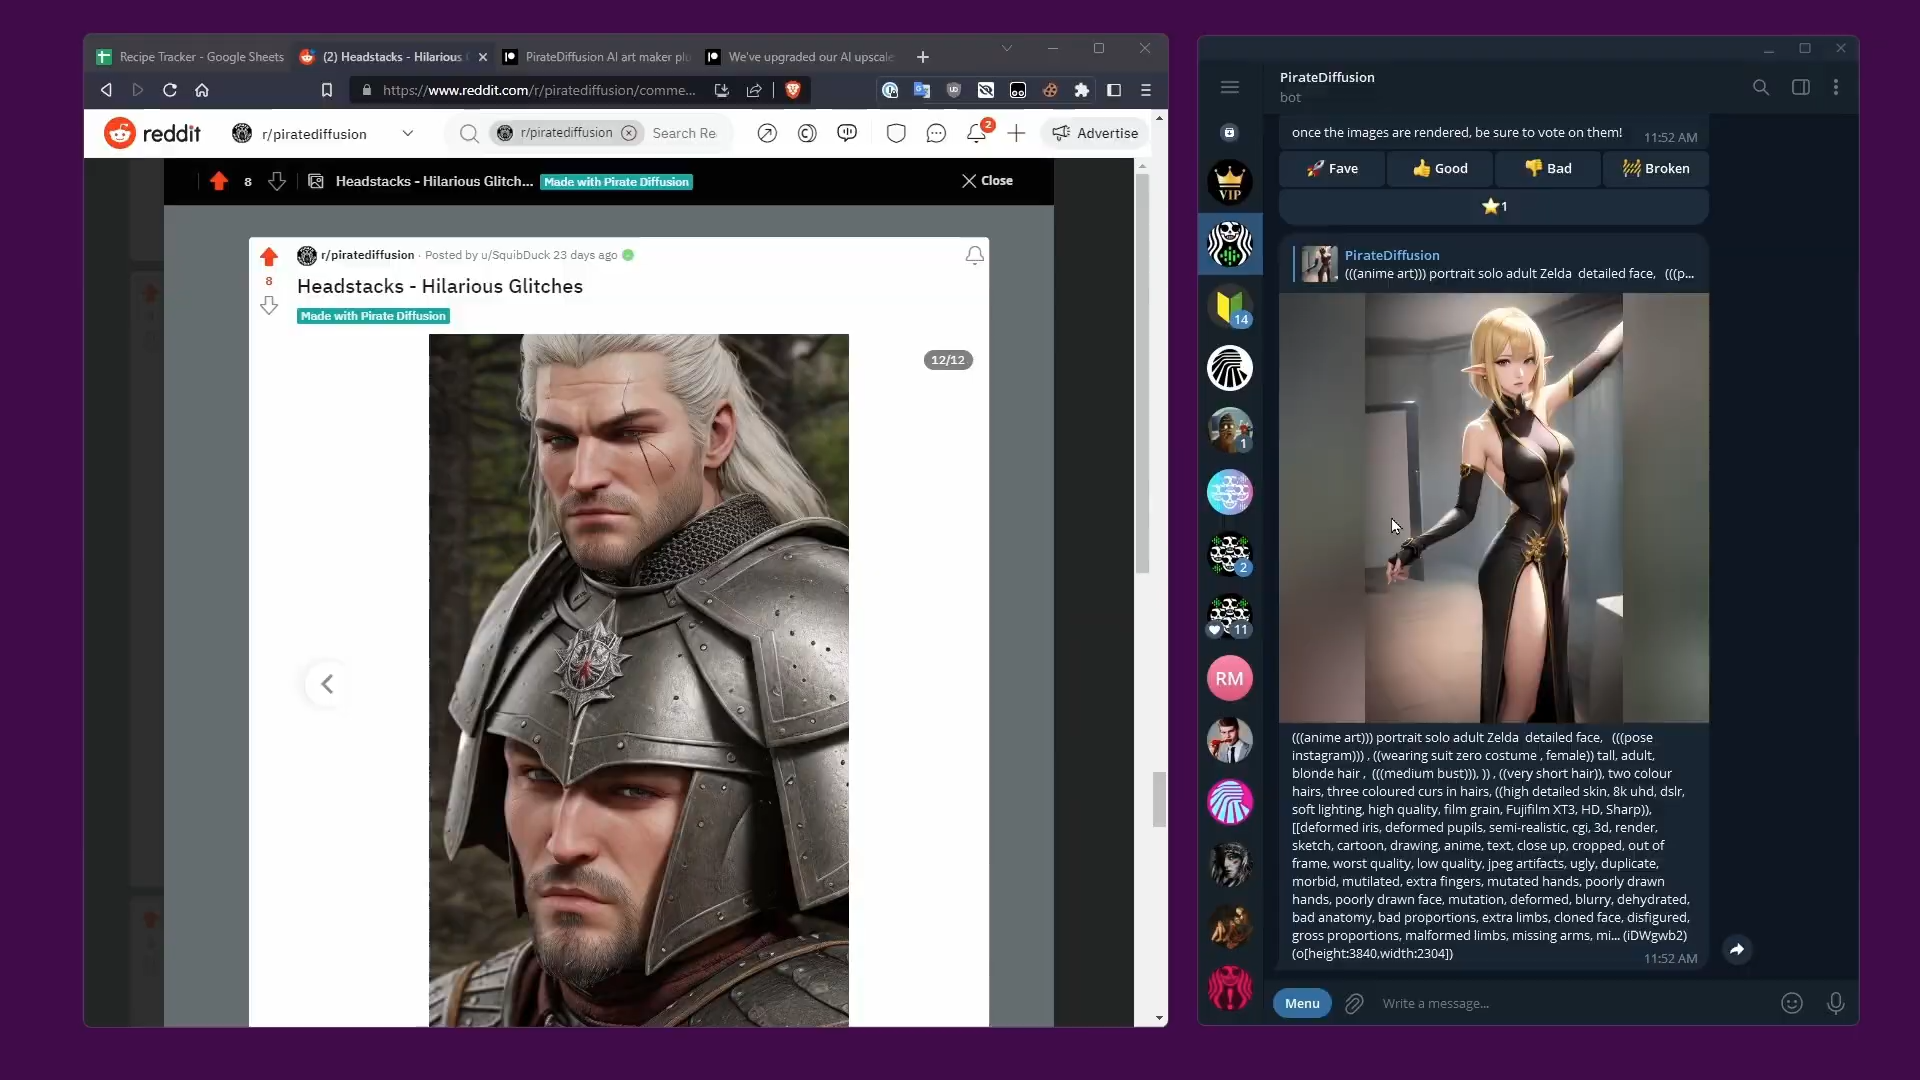 Recipe Tracker - Google Sheets
(2) Headstacks - Hilarious
PirateDiffusion AI art maker plu
We've upgraded our AI upscale
https://www.reddit.com/r/piratediffusion/comme...
reddit
r/piratediffusion
r/piratediffusion
Search Re
2
Advertise
8
Headstacks - Hilarious Glitch...
Made with Pirate Diffusion
Close
r/piratediffusion · Posted by u/SquibDuck 23 days ago
8
Headstacks - Hilarious Glitches
Made with Pirate Diffusion
12/12
PirateDiffusion
bot
VIP
14
1
2
11
RM
once the images are rendered, be sure to vote on them!
11:52 AM
Fave
Good
Bad
Broken
1
PirateDiffusion
(((anime art))) portrait solo adult Zelda  detailed face,   (((p...
(((anime art))) portrait solo adult Zelda  detailed face,   (((pose
instagram))) , ((wearing suit zero costume , female)) tall, adult,
blonde hair ,  (((medium bust))), )) , ((very short hair)), two colour
hairs, three coloured curs in hairs, ((high detailed skin, 8k uhd, dslr,
soft lighting, high quality, film grain, Fujifilm XT3, HD, Sharp)),
[[deformed iris, deformed pupils, semi-realistic, cgi, 3d, render,
sketch, cartoon, drawing, anime, text, close up, cropped, out of
frame, worst quality, low quality, jpeg artifacts, ugly, duplicate,
morbid, mutilated, extra fingers, mutated hands, poorly drawn
hands, poorly drawn face, mutation, deformed, blurry, dehydrated,
bad anatomy, bad proportions, extra limbs, cloned face, disfigured,
gross proportions, malformed limbs, missing arms, mi... (iDWgwb2)
(o[height:3840,width:2304])
11:52 AM
Menu
Write a message...